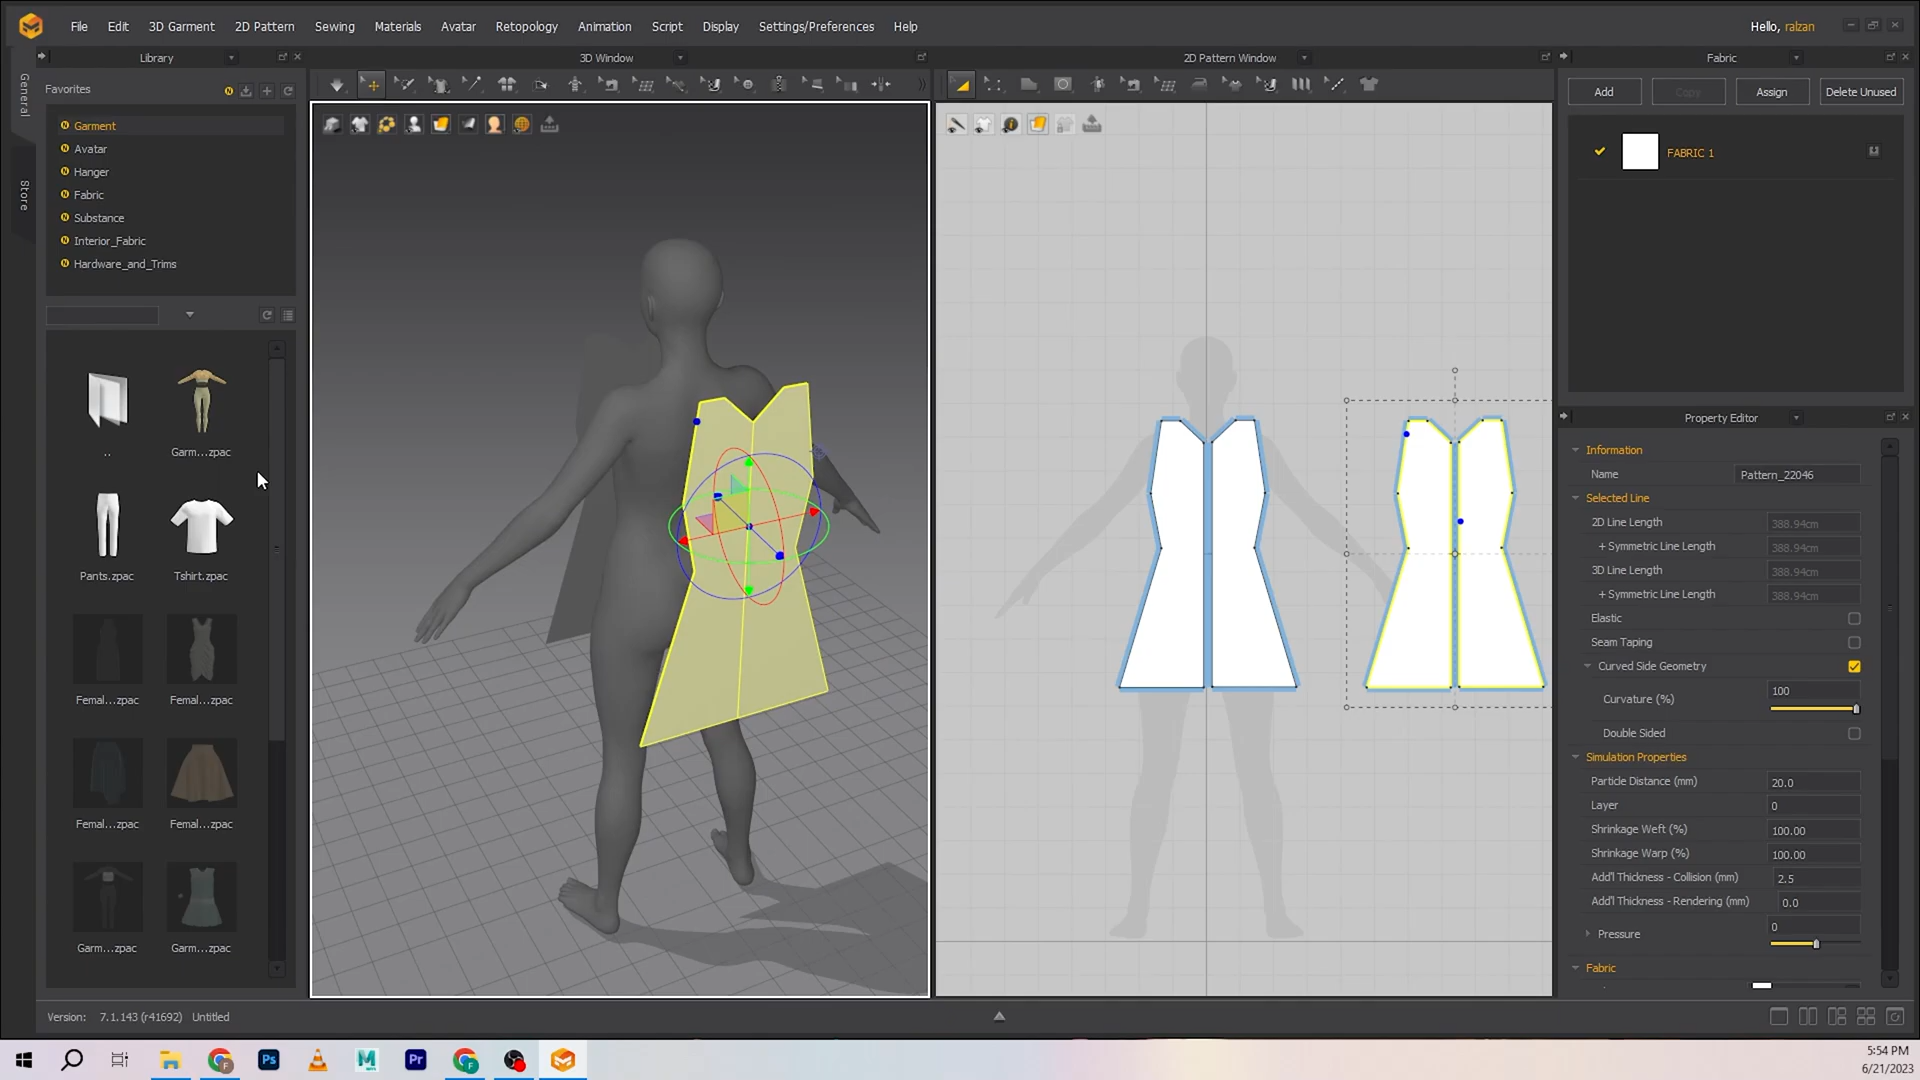 File Edit 3D Garment 2D Pattern Sewing Materials Avatar Retopology Animation Script Display Settings/Preferences Help
Hello, ralzan
Library
3D Window
2D Pattern Window
Fabric
General
Store
Favorites
Garment
Avatar
Hanger
Fabric
Substance
Interior_Fabric
Hardware_and_Trims
..
Garm...zpac
Pants.zpac
Tshirt.zpac
Femal...zpac
Femal...zpac
Femal...zpac
Femal...zpac
Garm...zpac
Garm...zpac
Add Copy Assign Delete Unused
FABRIC 1
Property Editor
Information
Name Pattern_22046
Selected Line
2D Line Length 388.94cm
+ Symmetric Line Length 388.94cm
3D Line Length 388.94cm
+ Symmetric Line Length 388.94cm
Elastic
Seam Taping
Curved Side Geometry
Curvature (%) 100
Double Sided
Simulation Properties
Particle Distance (mm) 20.0
Layer 0
Shrinkage Weft (%) 100.00
Shrinkage Warp (%) 100.00
Add'l Thickness - Collision (mm) 2.5
Add'l Thickness - Rendering (mm) 0.0
Pressure 0
Fabric
Version: 7.1.143 (r41692) Untitled
Ps
M
Pr
5:54 PM
6/21/2023